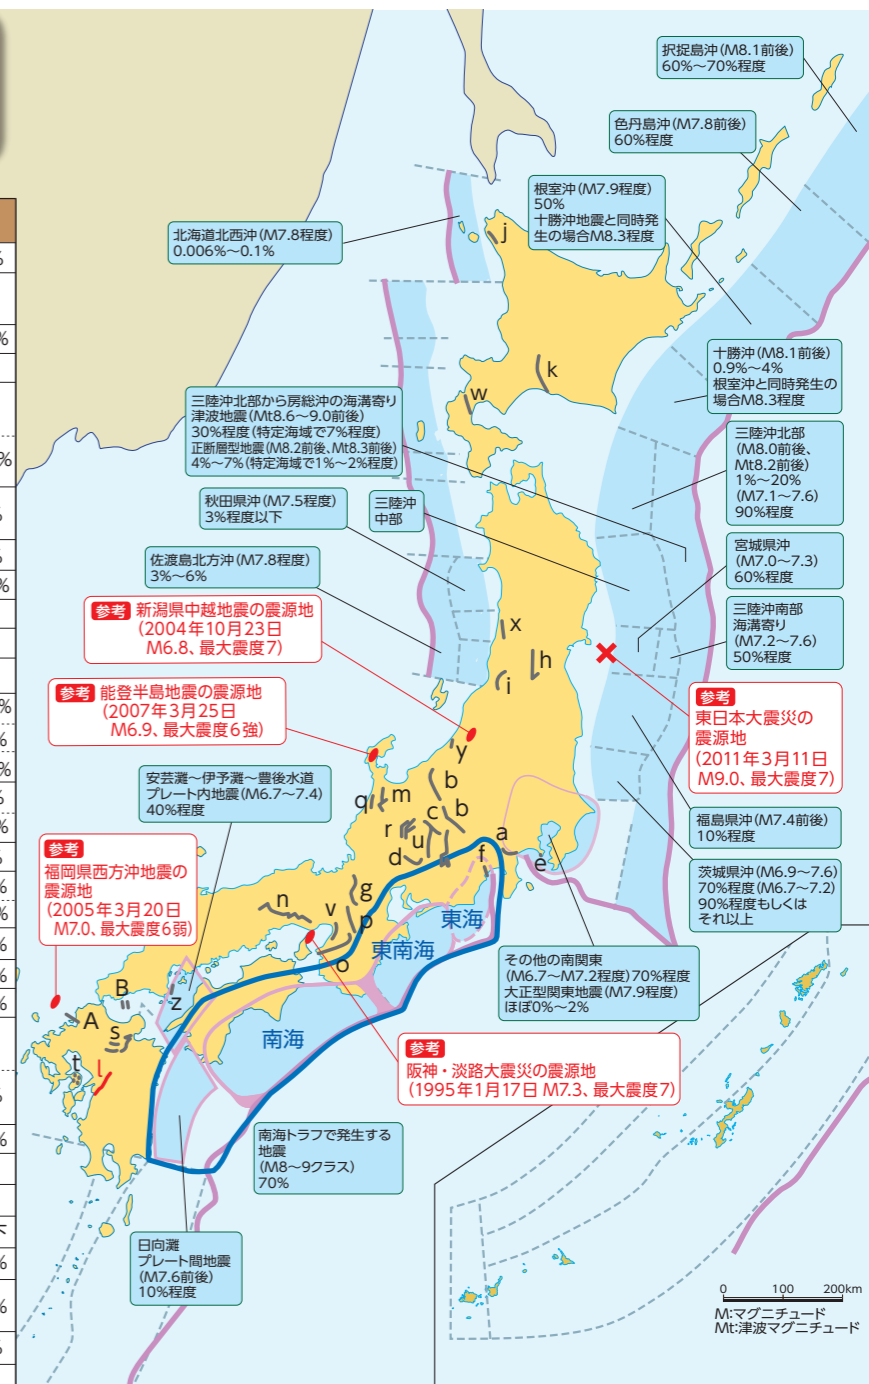 択捉島沖(M8.1前後)
60%~70%程度
色丹島沖(M7.8前後)
60%程度
根室沖(M7.9程度)
50%
十勝沖地震と同時発
生の場合M8.3程度
北海道北西沖(M7.8程度)
0.006%~0.1%
j
k
w
十勝沖(M8.1前後)
0.9%~4%
根室沖と同時発生の
場合M8.3程度
三陸沖北部から房総沖の海溝寄り
津波地震(Mt8.6~9.0前後)
30%程度(特定海域で7%程度)
正断層型地震(M8.2前後、Mt8.3前後)
4%~7%(特定海域で1%~2%程度)
三陸沖北部
(M8.0前後、
Mt8.2前後)
1%~20%
(M7.1~7.6)
90%程度
秋田県沖(M7.5程度)
3%程度以下
三陸沖
中部
宮城県沖
(M7.0~7.3)
60%程度
佐渡島北方沖(M7.8程度)
3%~6%
三陸沖南部
海溝寄り
(M7.2~7.6)
50%程度
参考 新潟県中越地震の震源地
(2004年10月23日
M6.8、最大震度7)
x
h
i
参考 能登半島地震の震源地
(2007年3月25日
M6.9、最大震度6強)
参考
東日本大震災の
震源地
(2011年3月11日
M9.0、最大震度7)
y
安芸灘~伊予灘~豊後水道
プレート内地震(M6.7~7.4)
40%程度
q
m
b
b
r
c
u
d
a
f
e
福島県沖(M7.4前後)
10%程度
参考
福岡県西方沖地震の
震源地
(2005年3月20日
M7.0、最大震度6弱)
茨城県沖(M6.9~7.6)
70%程度(M6.7~7.2)
90%程度もしくは
それ以上
n
v
g
p
o
東海
東南海
南海
その他の南関東
(M6.7~M7.2程度)70%程度
大正型関東地震(M7.9程度)
ほぼ0%~2%
B
z
A
s
t
l
参考
阪神・淡路大震災の震源地
(1995年1月17日 M7.3、最大震度7)
南海トラフで発生する
地震
(M8~9クラス)
70%
日向灘
プレート間地震
(M7.6前後)
10%程度
0 100 200km
M:マグニチュード
Mt:津波マグニチュード